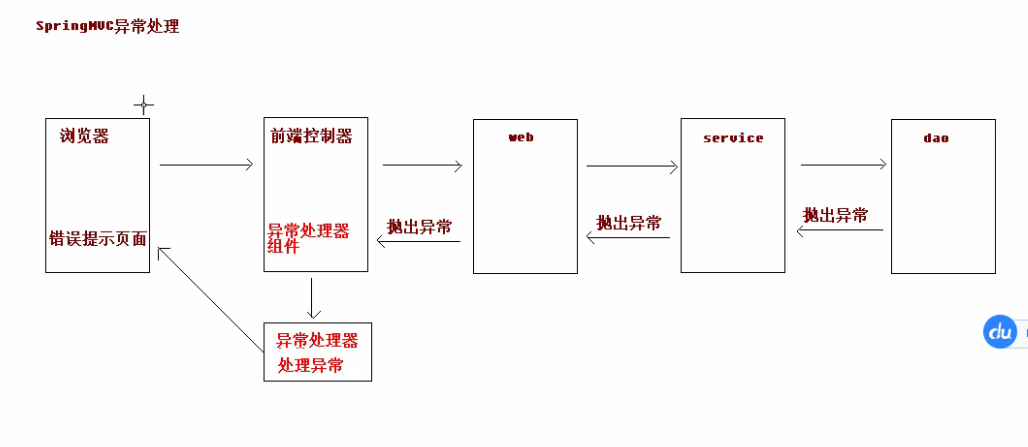 SpringMVC异常处理
浏览器
前端控制器
web
service
dao
错误提示页面
异常处理器
组件
抛出异常
抛出异常
抛出异常
异常处理器
处理异常
du